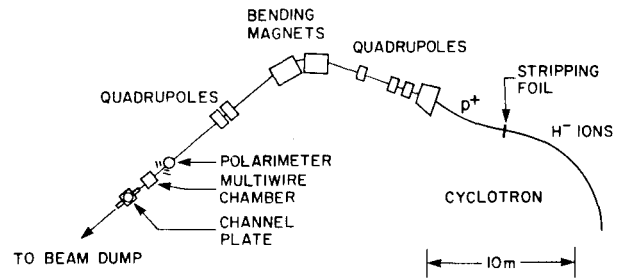 BENDING
MAGNETS
QUADRUPOLES
STRIPPING
FOIL
QUADRUPOLES
p+
H⁻ IONS
POLARIMETER
MULTIWIRE
CHAMBER
CYCLOTRON
CHANNEL
PLATE
TO BEAM DUMP
10m